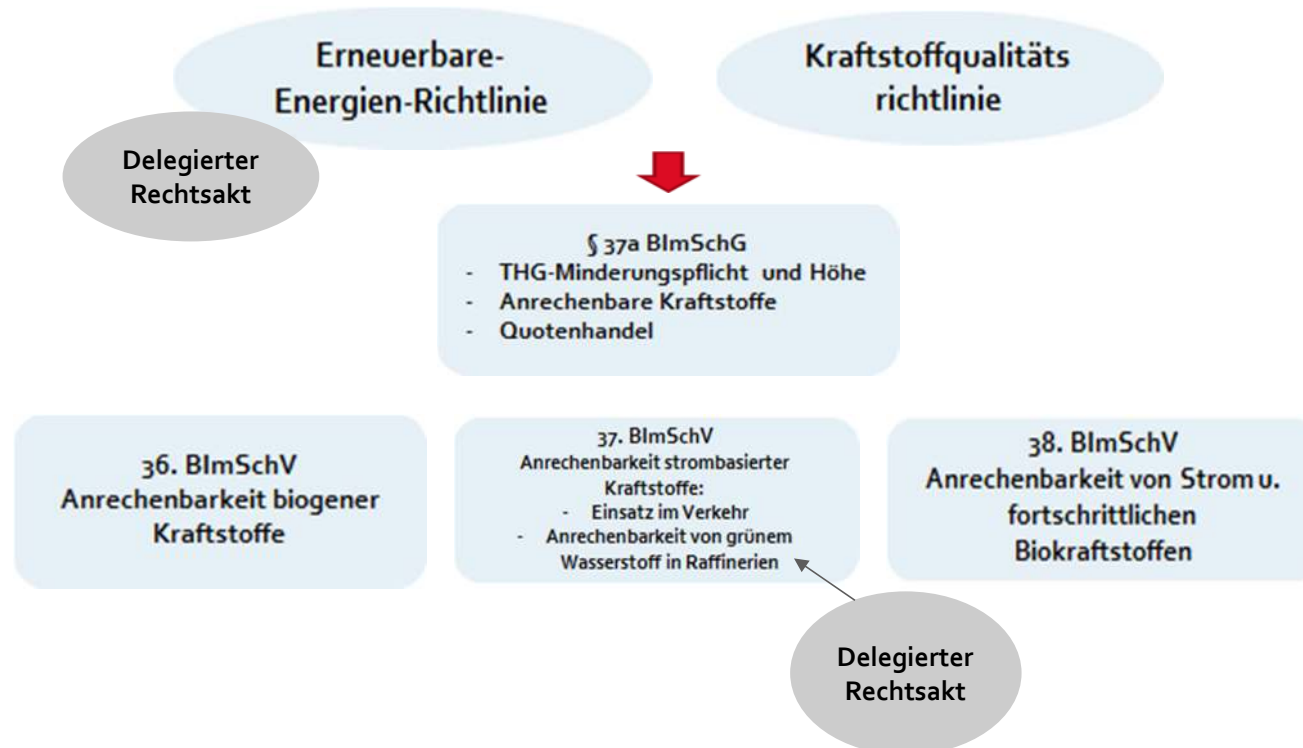 Erneuerbare-
Energien-Richtlinie
Kraftstoffqualitäts
richtlinie
Delegierter
Rechtsakt
§ 37a BImSchG
- THG-Minderungspflicht und Höhe
- Anrechenbare Kraftstoffe
- Quotenhandel
36. BImSchV
Anrechenbarkeit biogener
Kraftstoffe
37. BImSchV
Anrechenbarkeit strombasierter
Kraftstoffe:
- Einsatz im Verkehr
- Anrechenbarkeit von grünem
Wasserstoff in Raffinerien
38. BImSchV
Anrechenbarkeit von Strom u.
fortschrittlichen
Biokraftstoffen
Delegierter
Rechtsakt